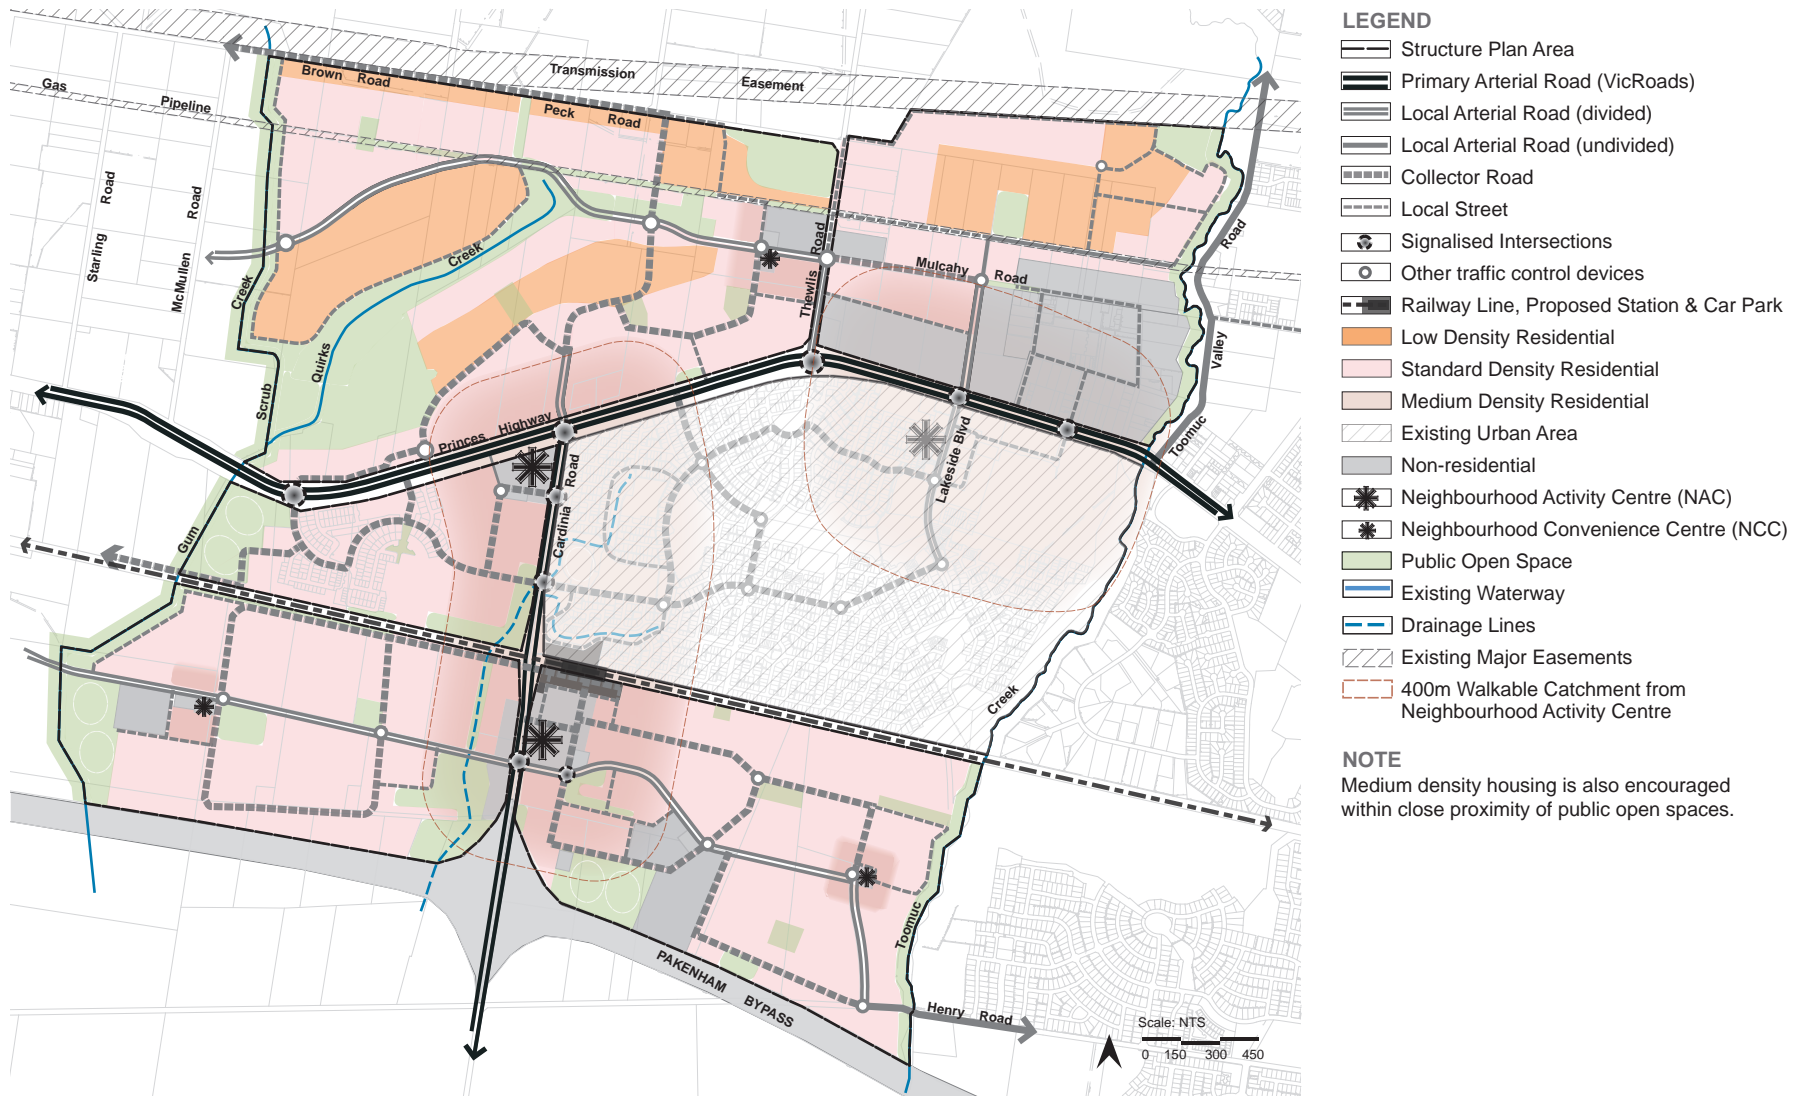 Transmission
Easement
Gas
Pipeline
Brown Road
Peck Road
Starling Road
McMullen Road
Creek
Scrub
Gum
Quirks
Creek
Thewlis Road
Mulcahy Road
Road
Valley
Toomuc
Princes Highway
Cardinia Road
Lakeside Blvd
Creek
Toomuc
PAKENHAM BYPASS
Henry Road
Scale: NTS
0 150 300 450
LEGEND
Structure Plan Area
Primary Arterial Road (VicRoads)
Local Arterial Road (divided)
Local Arterial Road (undivided)
Collector Road
Local Street
Signalised Intersections
Other traffic control devices
Railway Line, Proposed Station & Car Park
Low Density Residential
Standard Density Residential
Medium Density Residential
Existing Urban Area
Non-residential
Neighbourhood Activity Centre (NAC)
Neighbourhood Convenience Centre (NCC)
Public Open Space
Existing Waterway
Drainage Lines
Existing Major Easements
400m Walkable Catchment from
Neighbourhood Activity Centre
NOTE
Medium density housing is also encouraged
within close proximity of public open spaces.